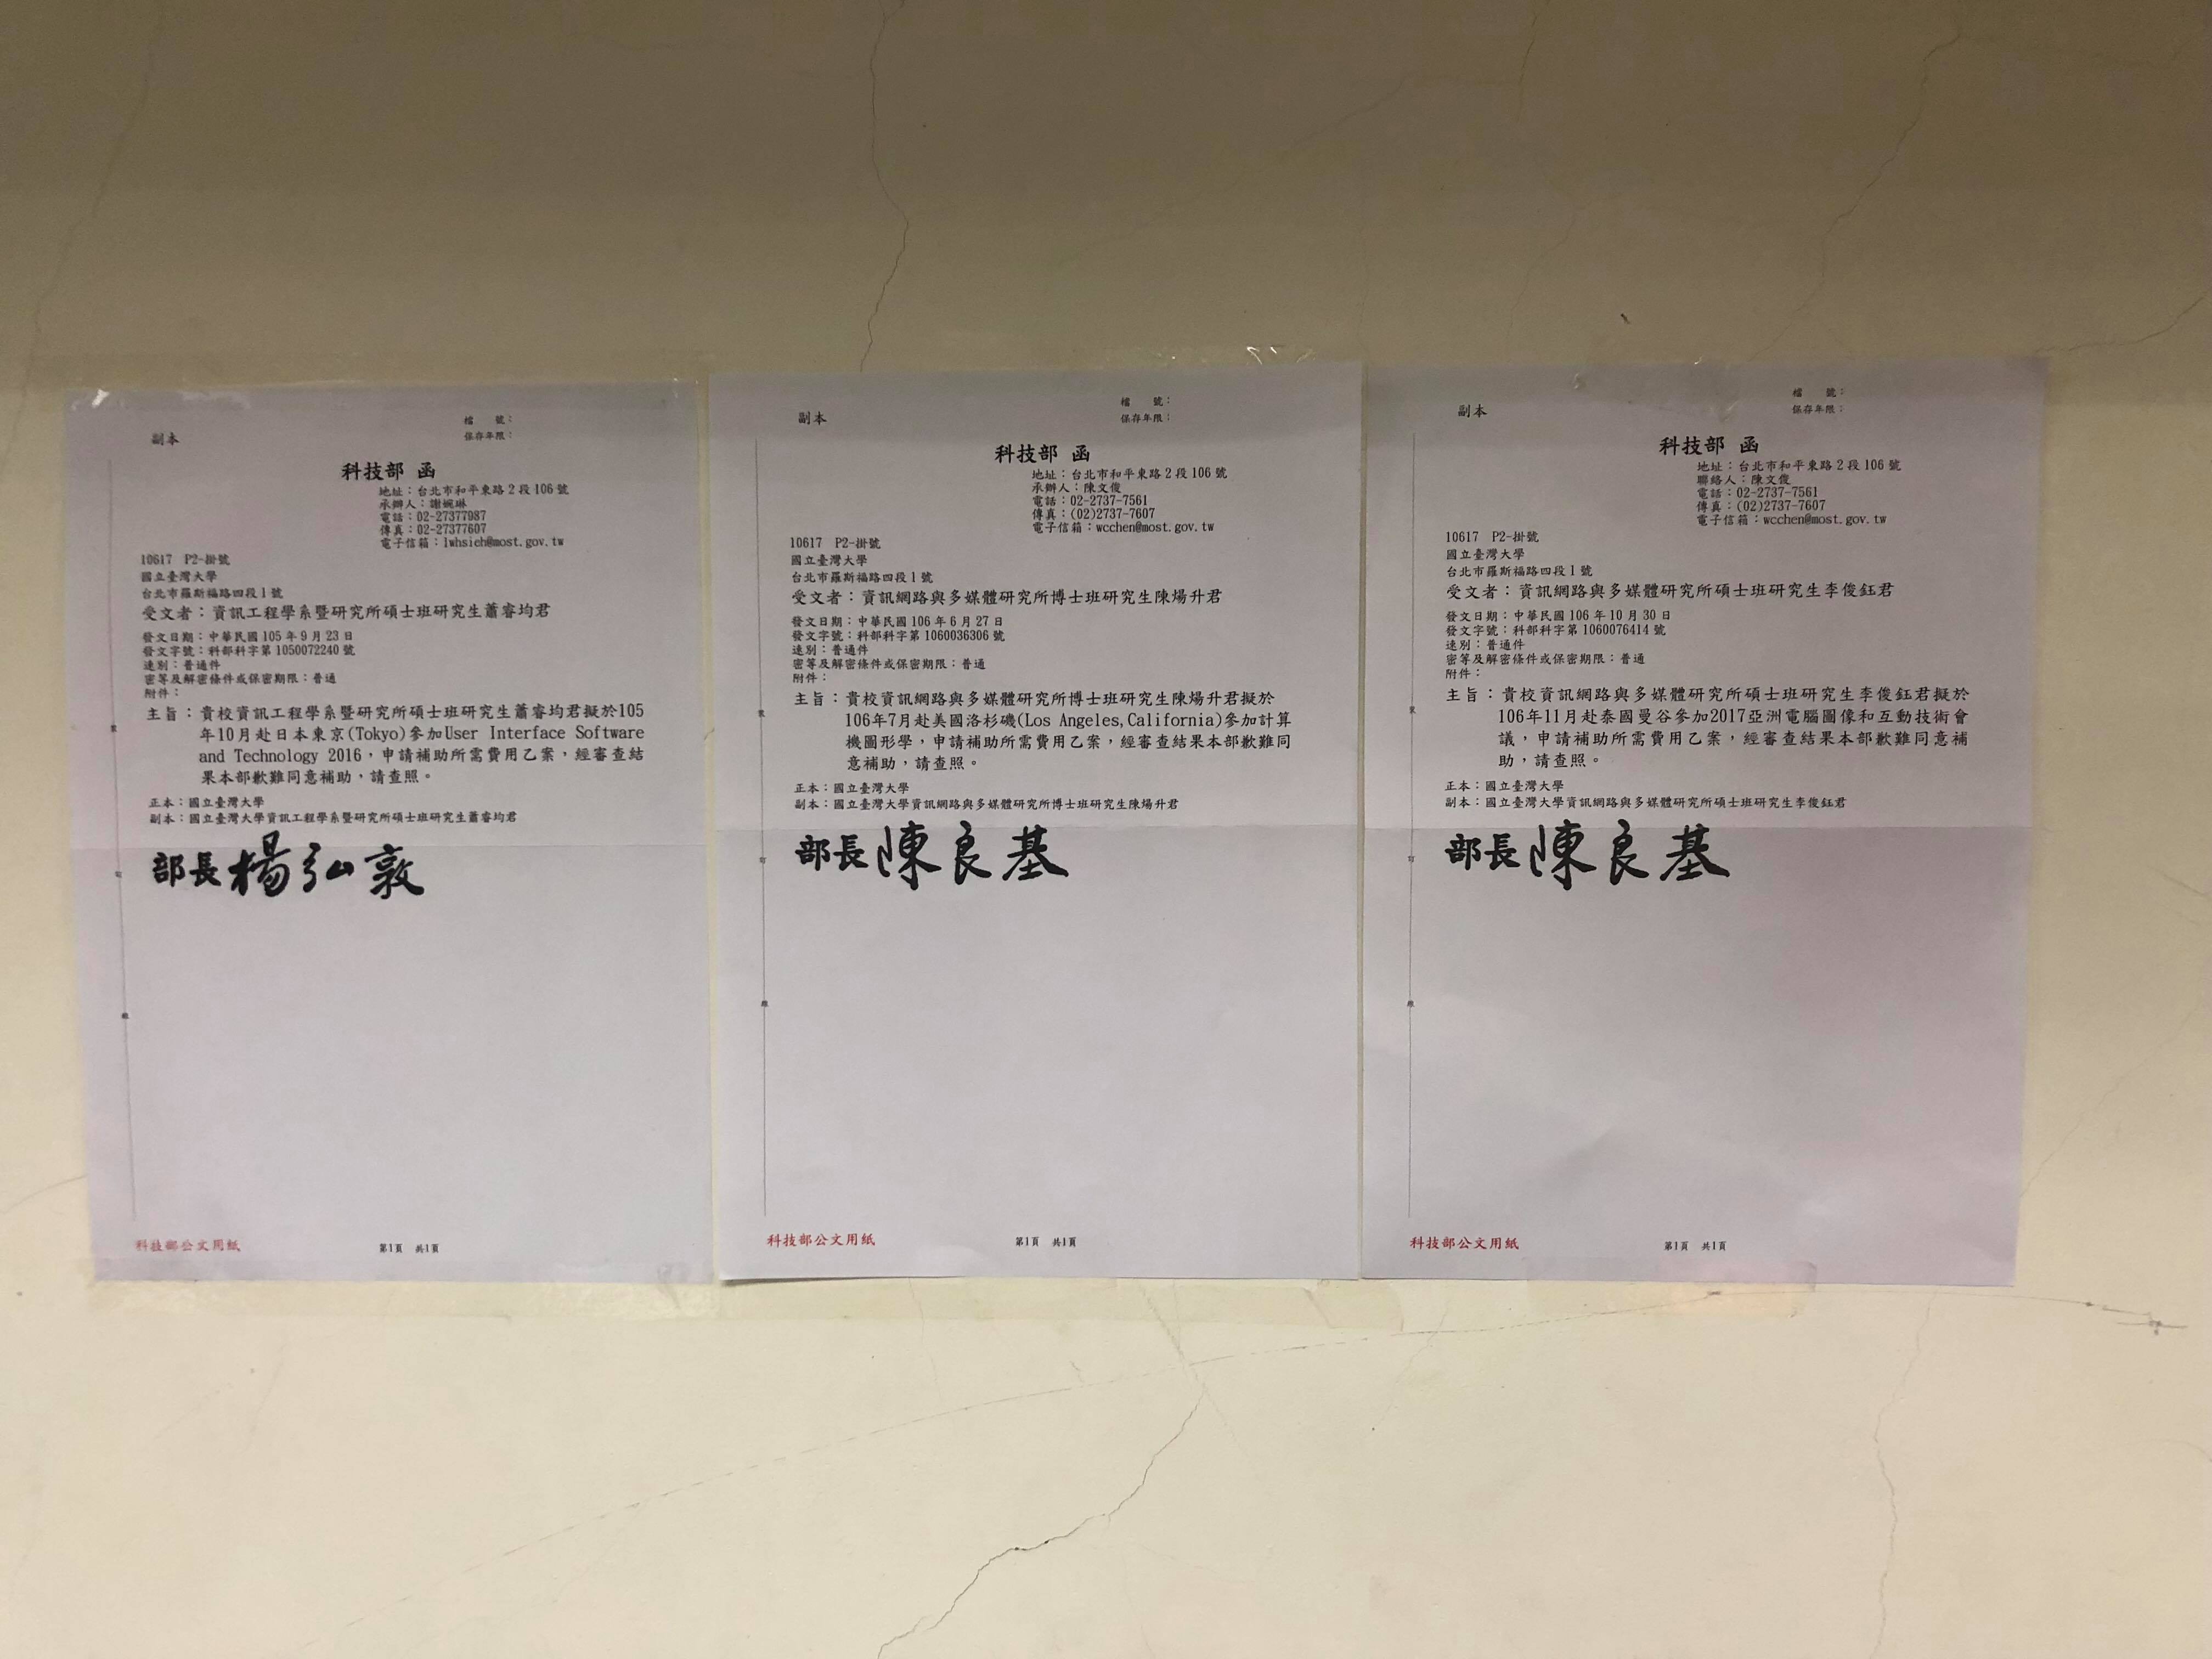 檔　　號：
保存年限：
副本
科技部 函
地址：台北市和平東路2段106號
承辦人：謝婉琳
電話：02-27377987
傳真：02-27377607
電子信箱：lwhsieh@most.gov.tw
10617　P2-掛號
國立臺灣大學
台北市羅斯福路四段1號
受文者：資訊工程學系暨研究所碩士班研究生蕭睿均君
發文日期：中華民國105年9月23日
發文字號：科部科字第1050072240號
速別：普通件
密等及解密條件或保密期限：普通
附件：
主旨：貴校資訊工程學系暨研究所碩士班研究生蕭睿均君擬於105
年10月赴日本東京(Tokyo)參加User Interface Software
and Technology 2016，申請補助所需費用乙案，經審查結
果本部歉難同意補助，請查照。
正本：國立臺灣大學
副本：國立臺灣大學資訊工程學系暨研究所碩士班研究生蕭睿均君
部長楊弘敦
裝
訂
線
科技部公文用紙
第1頁　共1頁
檔　　號：
保存年限：
副本
科技部 函
地址：台北市和平東路2段106號
承辦人：陳文俊
電話：02-2737-7561
傳真：(02)2737-7607
電子信箱：wcchen@most.gov.tw
10617　P2-掛號
國立臺灣大學
台北市羅斯福路四段1號
受文者：資訊網路與多媒體研究所博士班研究生陳煬升君
發文日期：中華民國106年6月27日
發文字號：科部科字第1060036306號
速別：普通件
密等及解密條件或保密期限：普通
附件：
主旨：貴校資訊網路與多媒體研究所博士班研究生陳煬升君擬於
106年7月赴美國洛杉磯(Los Angeles,California)參加計算
機圖形學，申請補助所需費用乙案，經審查結果本部歉難同
意補助，請查照。
正本：國立臺灣大學
副本：國立臺灣大學資訊網路與多媒體研究所博士班研究生陳煬升君
部長陳良基
裝
訂
線
科技部公文用紙
第1頁　共1頁
檔　　號：
保存年限：
副本
科技部 函
地址：台北市和平東路2段106號
聯絡人：陳文俊
電話：02-2737-7561
傳真：(02)2737-7607
電子信箱：wcchen@most.gov.tw
10617　P2-掛號
國立臺灣大學
台北市羅斯福路四段1號
受文者：資訊網路與多媒體研究所碩士班研究生李俊鈺君
發文日期：中華民國106年10月30日
發文字號：科部科字第1060076414號
速別：普通件
密等及解密條件或保密期限：普通
附件：
主旨：貴校資訊網路與多媒體研究所碩士班研究生李俊鈺君擬於
106年11月赴泰國曼谷參加2017亞洲電腦圖像和互動技術會
議，申請補助所需費用乙案，經審查結果本部歉難同意補
助，請查照。
正本：國立臺灣大學
副本：國立臺灣大學資訊網路與多媒體研究所碩士班研究生李俊鈺君
部長陳良基
裝
訂
線
科技部公文用紙
第1頁　共1頁